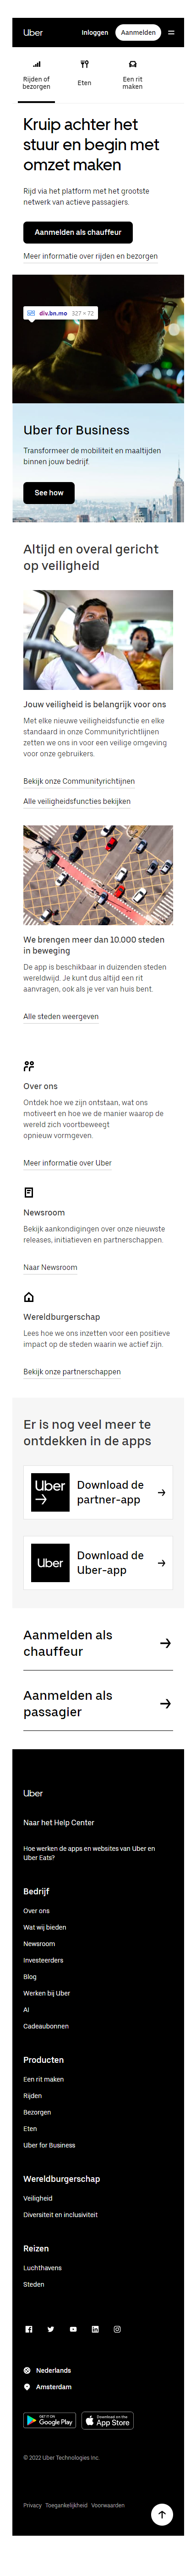 Uber
Inloggen
Aanmelden
Rijden of
bezorgen
Eten
Een rit
maken
Kruip achter het
stuur en begin met
omzet maken
Rijd via het platform met het grootste
netwerk van actieve passagiers.
Aanmelden als chauffeur
Meer informatie over rijden en bezorgen
div.bn.mo 327 × 72
Uber for Business
Transformeer de mobiliteit en maaltijden
binnen jouw bedrijf.
See how
Altijd en overal gericht
op veiligheid
Jouw veiligheid is belangrijk voor ons
Met elke nieuwe veiligheidsfunctie en elke
standaard in onze Communityrichtlijnen
zetten we ons in voor een veilige omgeving
voor onze gebruikers.
Bekijk onze Communityrichtijnen
Alle veiligheidsfuncties bekijken
We brengen meer dan 10.000 steden
in beweging
De app is beschikbaar in duizenden steden
wereldwijd. Je kunt dus altijd een rit
aanvragen, ook als je ver van huis bent.
Alle steden weergeven
Over ons
Ontdek hoe we zijn ontstaan, wat ons
motiveert en hoe we de manier waarop de
wereld zich voortbeweegt
opnieuw vormgeven.
Meer informatie over Uber
Newsroom
Bekijk aankondigingen over onze nieuwste
releases, initiatieven en partnerschappen.
Naar Newsroom
Wereldburgerschap
Lees hoe we ons inzetten voor een positieve
impact op de steden waarin we actief zijn.
Bekijk onze partnerschappen
Er is nog veel meer te
ontdekken in de apps
Uber
Download de
partner-app
Uber
Download de
Uber-app
Aanmelden als
chauffeur
Aanmelden als
passagier
Uber
Naar het Help Center
Hoe werken de apps en websites van Uber en
Uber Eats?
Bedrijf
Over ons
Wat wij bieden
Newsroom
Investeerders
Blog
Werken bij Uber
AI
Cadeaubonnen
Producten
Een rit maken
Rijden
Bezorgen
Eten
Uber for Business
Wereldburgerschap
Veiligheid
Diversiteit en inclusiviteit
Reizen
Luchthavens
Steden
Nederlands
Amsterdam
GET IT ON
Google Play
Download on the
App Store
© 2022 Uber Technologies Inc.
Privacy Toegankelijkheid Voorwaarden